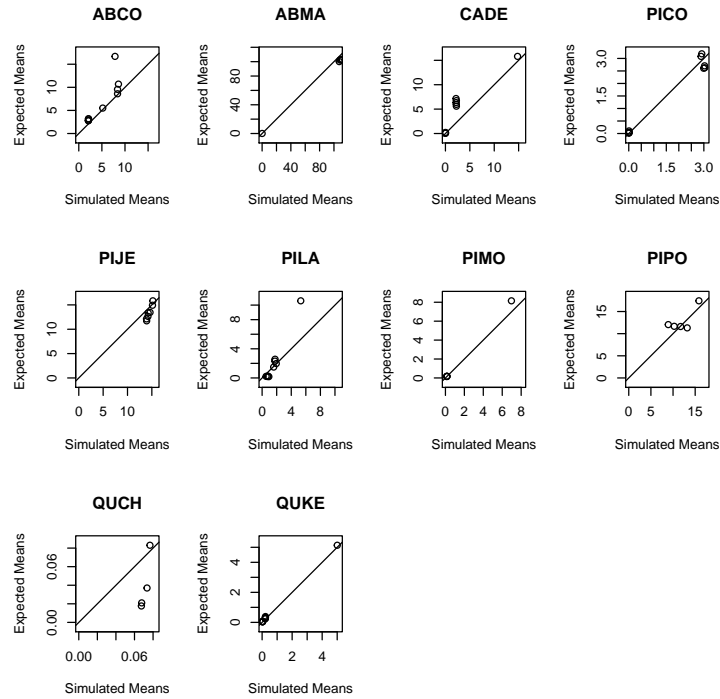 ABCO
Expected Means
0 5 10
0 5 10
Simulated Means
ABMA
Expected Means
0 40 80
0 40 80
Simulated Means
CADE
Expected Means
0 5 10
0 5 10
Simulated Means
PICO
Expected Means
0.0 1.5 3.0
0.0 1.5 3.0
Simulated Means
PIJE
Expected Means
0 5 10
0 5 10
Simulated Means
PILA
Expected Means
0 4 8
0 4 8
Simulated Means
PIMO
Expected Means
0 2 4 6 8
0 2 4 6 8
Simulated Means
PIPO
Expected Means
0 5 15
0 5 15
Simulated Means
QUCH
Expected Means
0.00 0.06
0.00 0.06
Simulated Means
QUKE
Expected Means
0 2 4
0 2 4
Simulated Means